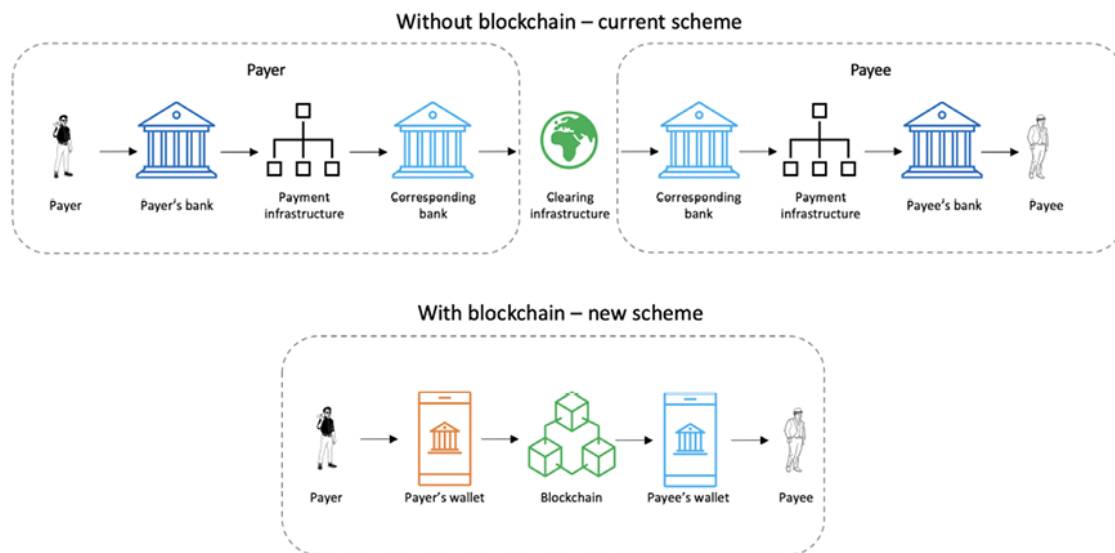 Without blockchain – current scheme
Payer
Payee
Payer
Payer's bank
Payment
infrastructure
Corresponding
bank
Clearing
infrastructure
Corresponding
bank
Payment
infrastructure
Payee's bank
Payee
With blockchain – new scheme
Payer
Payer's wallet
Blockchain
Payee's wallet
Payee